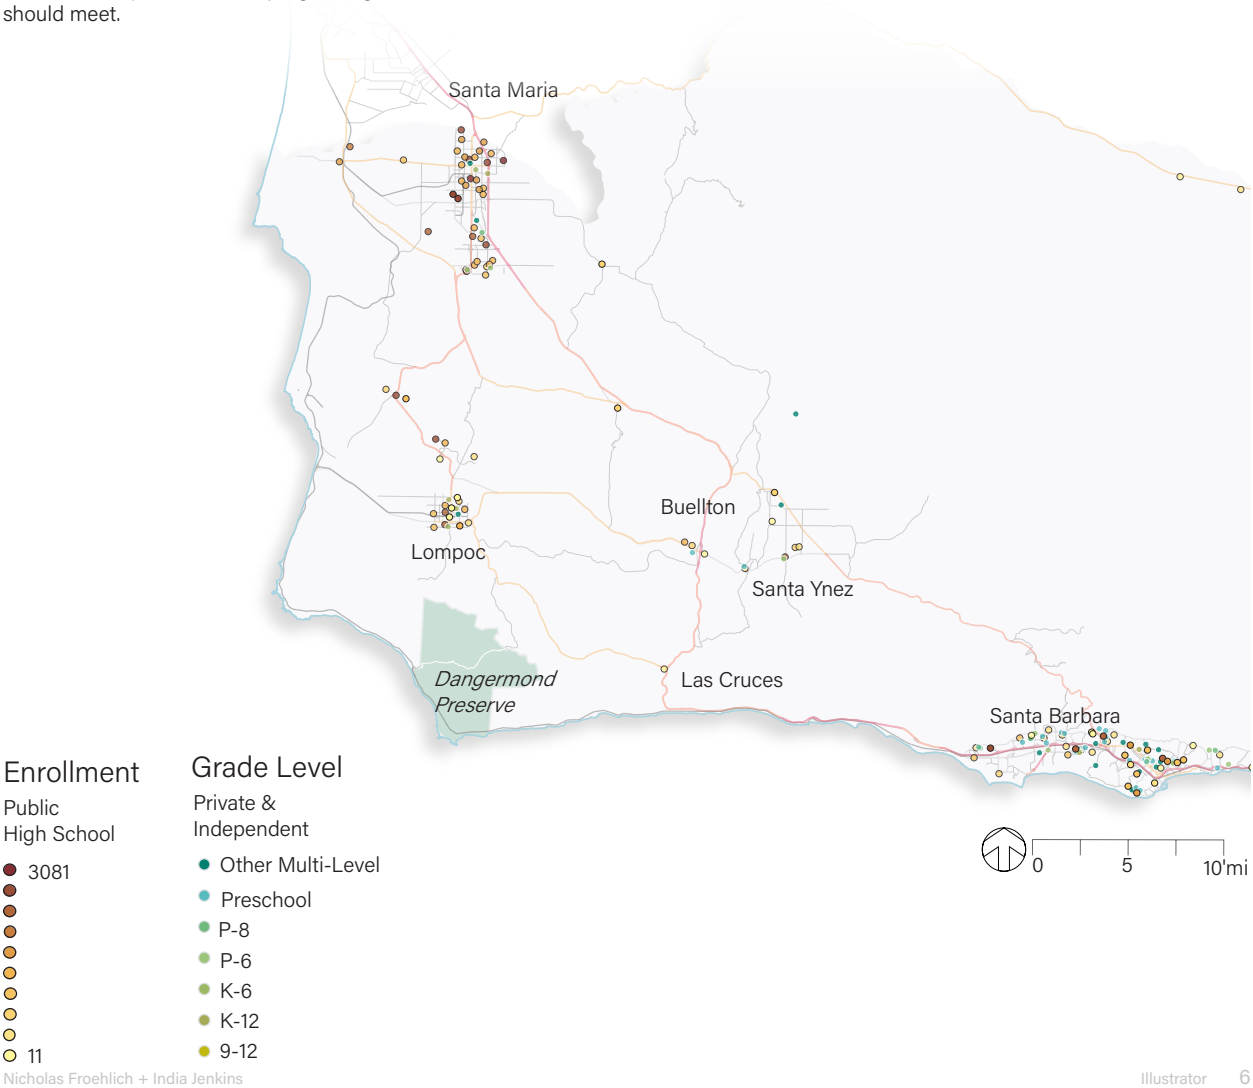 should meet.
Santa Maria
Buellton
Lompoc
Santa Ynez
Dangermond
Preserve
Las Cruces
Santa Barbara
0 5 10 mi
Enrollment
Public
High School
3081
11
Grade Level
Private &
Independent
Other Multi-Level
Preschool
P-8
P-6
K-6
K-12
9-12
Nicholas Froehlich + India Jenkins
Illustrator 6